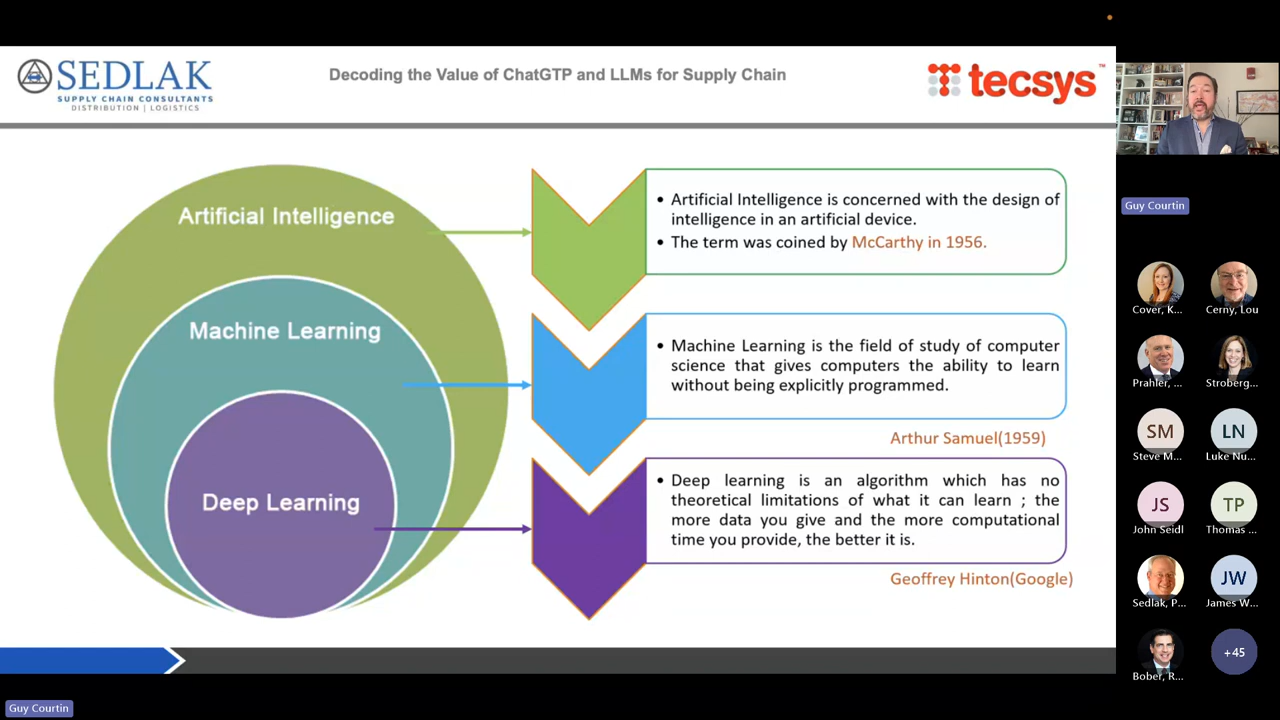 SEDLAK
SUPPLY CHAIN CONSULTANTS
DISTRIBUTION | LOGISTICS
Decoding the Value of ChatGTP and LLMs for Supply Chain
tecsys™
Artificial Intelligence
Machine Learning
Deep Learning
• Artificial Intelligence is concerned with the design of
intelligence in an artificial device.
• The term was coined by McCarthy in 1956.
• Machine Learning is the field of study of computer
science that gives computers the ability to learn
without being explicitly programmed.
Arthur Samuel(1959)
• Deep learning is an algorithm which has no
theoretical limitations of what it can learn ; the
more data you give and the more computational
time you provide, the better it is.
Geoffrey Hinton(Google)
Guy Courtin
Cover, K...
Cerny, Lou
Prahler, ...
Stroberg...
SM
LN
Steve M...
Luke Nu...
JS
TP
John Seidl
Thomas ...
JW
Sedlak, P...
James W...
+45
Bober, R...
Guy Courtin